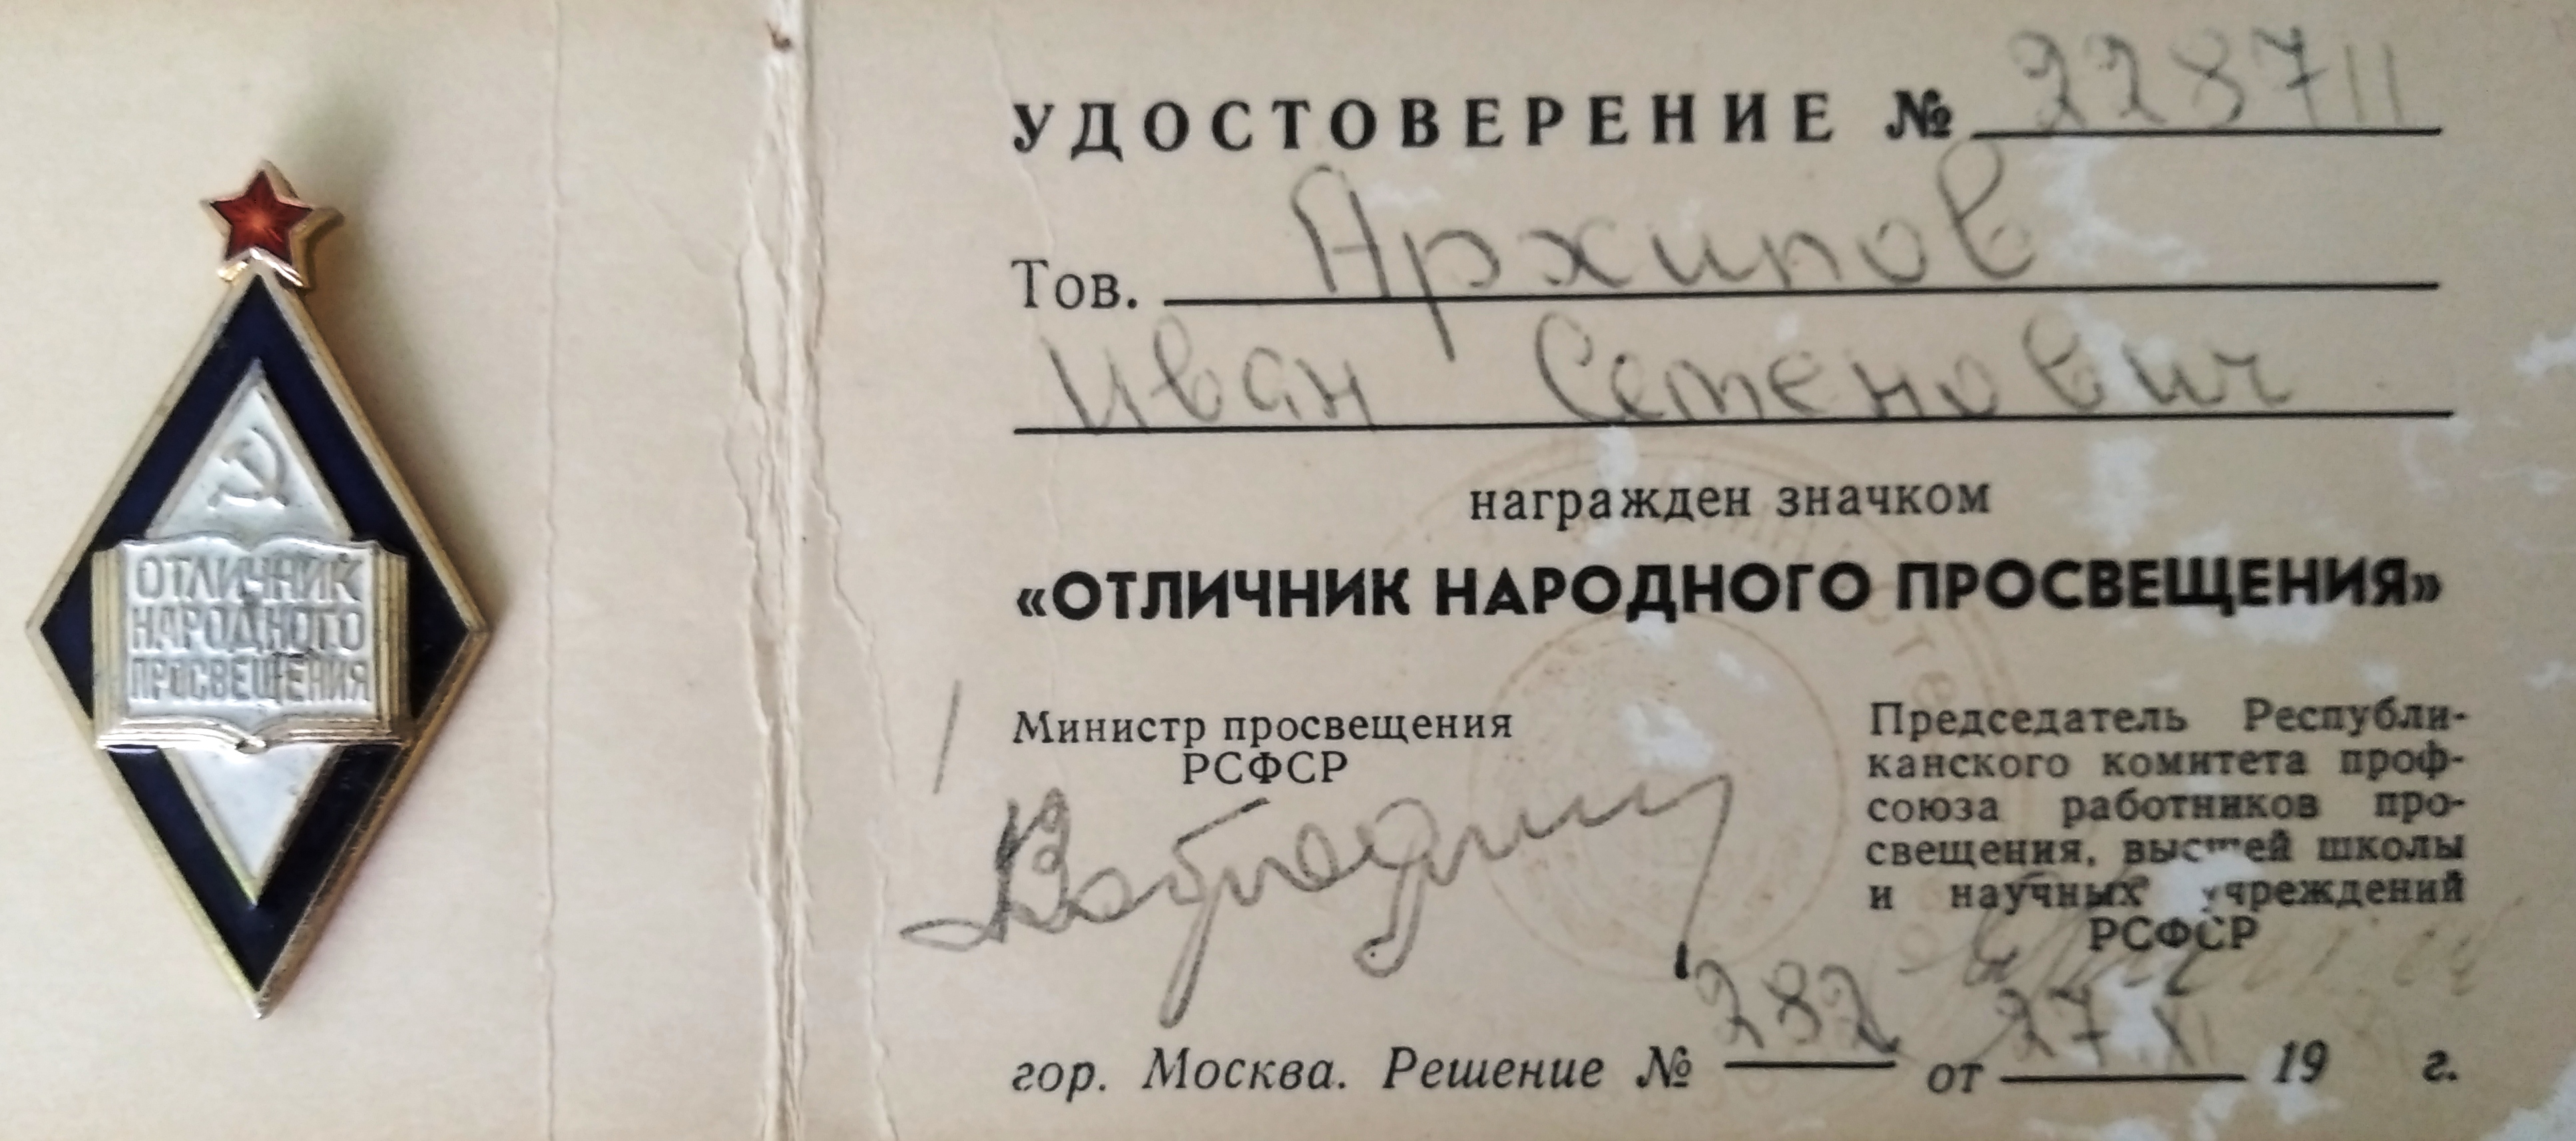 ОТЛИЧНИК
НАРОДНОГО
ПРОСВЕЩЕНИЯ
УДОСТОВЕРЕНИЕ № 228711
Тов. Архипов
Иван Семенович
награжден значком
«ОТЛИЧНИК НАРОДНОГО ПРОСВЕЩЕНИЯ»
Министр просвещения
РСФСР
Председатель Республи-
канского комитета проф-
союза работников про-
свещения, высшей школы
и научных учреждений
РСФСР
гор. Москва. Решение № 282 от 27.XI 19 г.